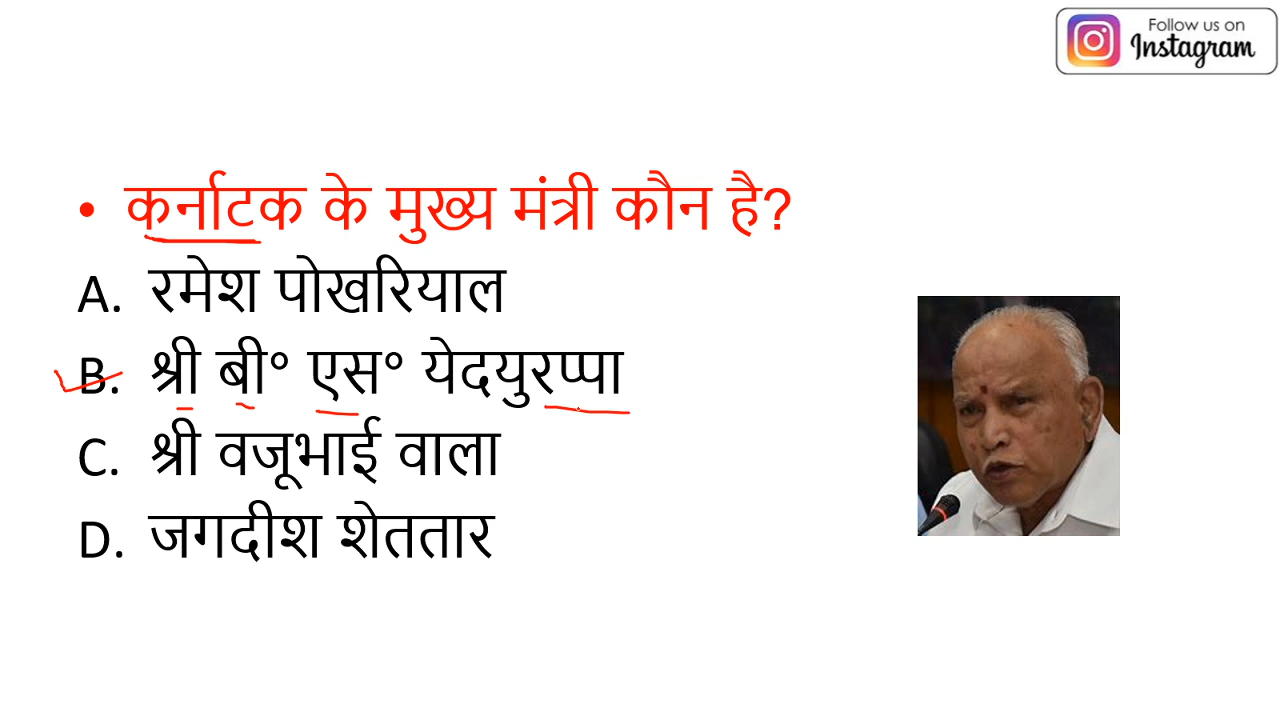 Follow us on
Instagram
• कर्नाटक के मुख्य मंत्री कौन है?
A. रमेश पोखरियाल
B. श्री बी° एस° येदयुरप्पा
C. श्री वजूभाई वाला
D. जगदीश शेततार